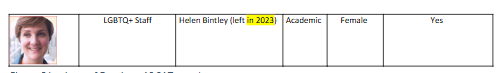 LGBTQ+ Staff Helen Bintley (left in 2023) Academic Female Yes